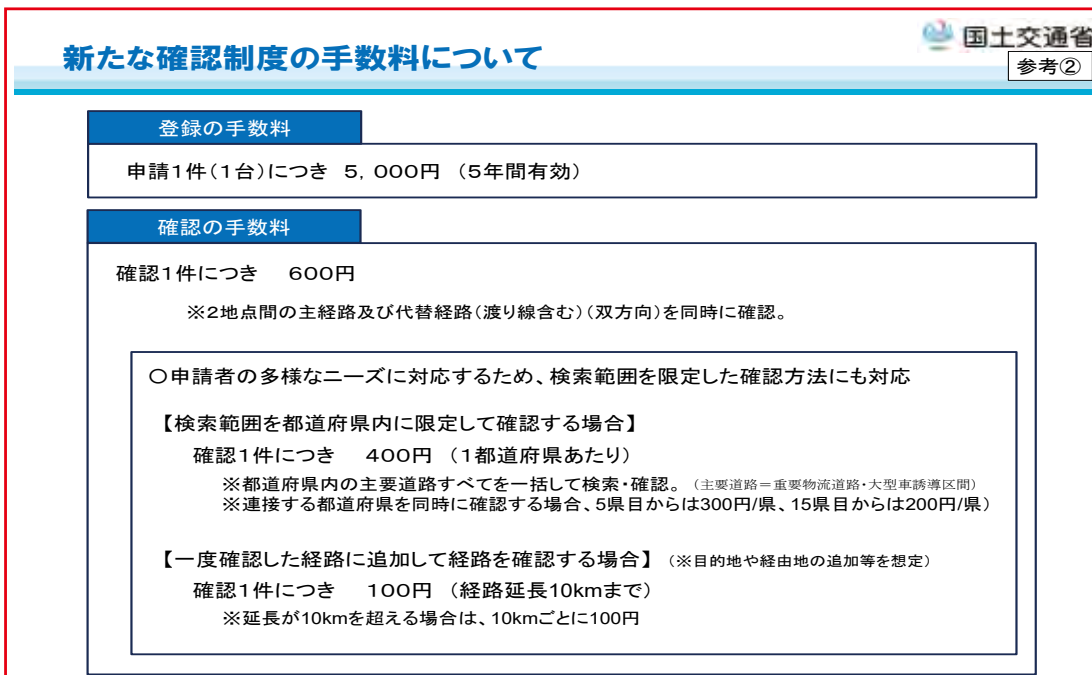 新たな確認制度の手数料について
国土交通省
参考②
登録の手数料
申請1件(1台)につき 5,000円 (5年間有効)
確認の手数料
確認1件につき 600円
※2地点間の主経路及び代替経路(渡り線含む)(双方向)を同時に確認。
○申請者の多様なニーズに対応するため、検索範囲を限定した確認方法にも対応
【検索範囲を都道府県内に限定して確認する場合】
確認1件につき 400円 (1都道府県あたり)
※都道府県内の主要道路すべてを一括して検索・確認。 (主要道路=重要物流道路・大型車誘導区間)
※連接する都道府県を同時に確認する場合、5県目からは300円/県、15県目からは200円/県)
【一度確認した経路に追加して経路を確認する場合】 (※目的地や経由地の追加等を想定)
確認1件につき 100円 (経路延長10kmまで)
※延長が10kmを超える場合は、10kmごとに100円